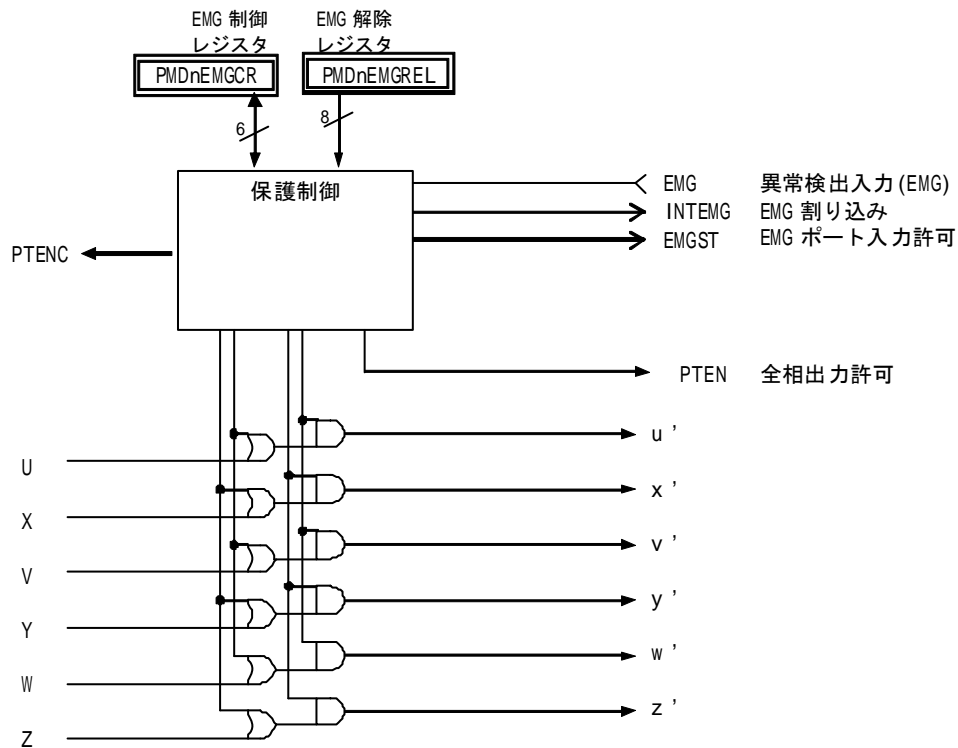 EMG 制御 EMG 解除
レジスタ レジスタ
PMDnEMGCR PMDnEMGREL
6 8
保護制御
EMG 異常検出入力(EMG)
INTEMG EMG 割り込み
EMGST EMG ポート入力許可
PTENC
PTEN 全相出力許可
u '
U
x '
X
v '
V
y '
Y
w '
W
z '
Z